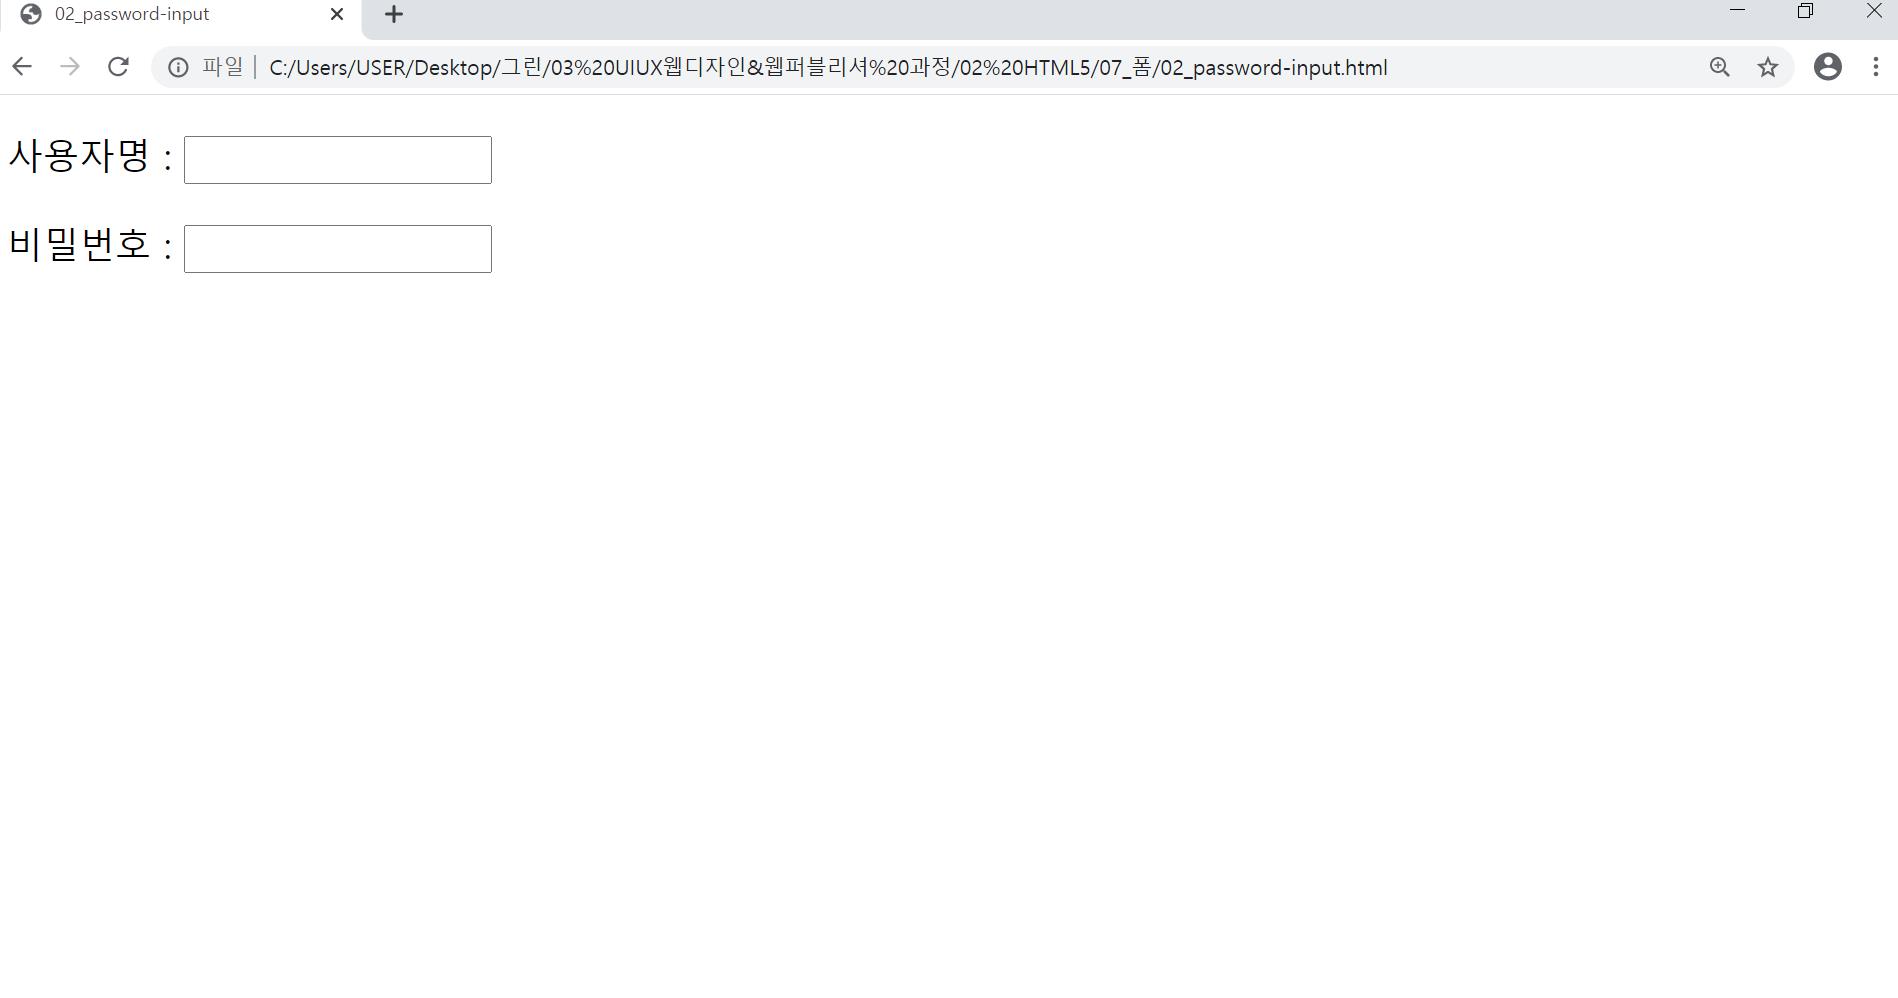 02_password-input
파일 | C:/Users/USER/Desktop/그린/03%20UIUX웹디자인&웹퍼블리셔%20과정/02%20HTML5/07_폼/02_password-input.html
사용자명 :
비밀번호 :